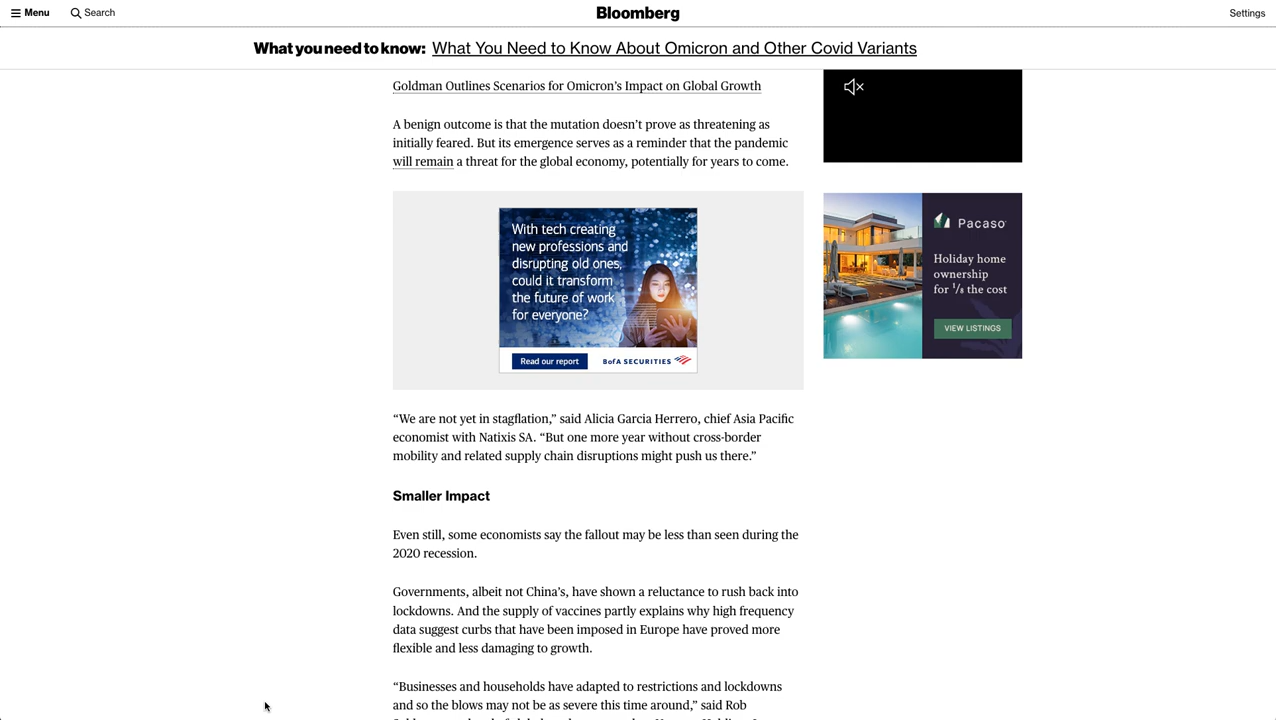 Menu
Search
Bloomberg
Settings
What you need to know: What You Need to Know About Omicron and Other Covid Variants
Goldman Outlines Scenarios for Omicron’s Impact on Global Growth
A benign outcome is that the mutation doesn’t prove as threatening as
initially feared. But its emergence serves as a reminder that the pandemic
will remain a threat for the global economy, potentially for years to come.
With tech creating
new professions and
disrupting old ones,
could it transform
the future of work
for everyone?
Read our report
BofA SECURITIES
Pacaso
Holiday home
ownership
for 1/8 the cost
VIEW LISTINGS
“We are not yet in stagflation,” said Alicia Garcia Herrero, chief Asia Pacific
economist with Natixis SA. “But one more year without cross-border
mobility and related supply chain disruptions might push us there.”
Smaller Impact
Even still, some economists say the fallout may be less than seen during the
2020 recession.
Governments, albeit not China’s, have shown a reluctance to rush back into
lockdowns. And the supply of vaccines partly explains why high frequency
data suggest curbs that have been imposed in Europe have proved more
flexible and less damaging to growth.
“Businesses and households have adapted to restrictions and lockdowns
and so the blows may not be as severe this time around,” said Rob